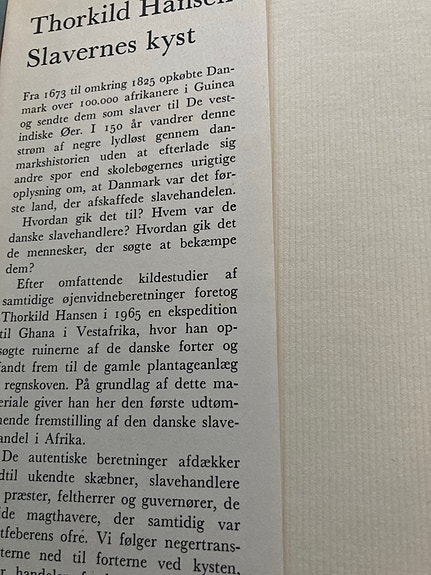 Thorkild Hansen
Slavernes kyst
Fra 1673 til omkring 1825 opkøbte Dan-
mark over 100.000 afrikanere i Guinea
og sendte dem som slaver til De vest-
indiske Øer. I 150 år vandrer denne
strøm af negre lydløst gennem dan-
markshistorien uden at efterlade sig
andre spor end skolebøgernes urigtige
oplysning om, at Danmark var det før-
ste land, der afskaffede slavehandelen.
Hvordan gik det til? Hvem var de
danske slavehandlere? Hvordan gik det
de mennesker, der søgte at bekæmpe
dem?
Efter omfattende kildestudier af
samtidige øjenvidneberetninger foretog
Thorkild Hansen i 1965 en ekspedition
til Ghana i Vestafrika, hvor han op-
søgte ruinerne af de danske forter og
fandt frem til de gamle plantageanlæg
regnskoven. På grundlag af dette ma-
eriale giver han her den første udtøm-
mende fremstilling af den danske slave-
andel i Afrika.
De autentiske beretninger afdækker
dtil ukendte skæbner, slavehandlere
præster, feltherrer og guvernører, de
ide magthavere, der samtidig var
tfeberens ofre. Vi følger negertrans-
terne ned til forterne ved kysten,